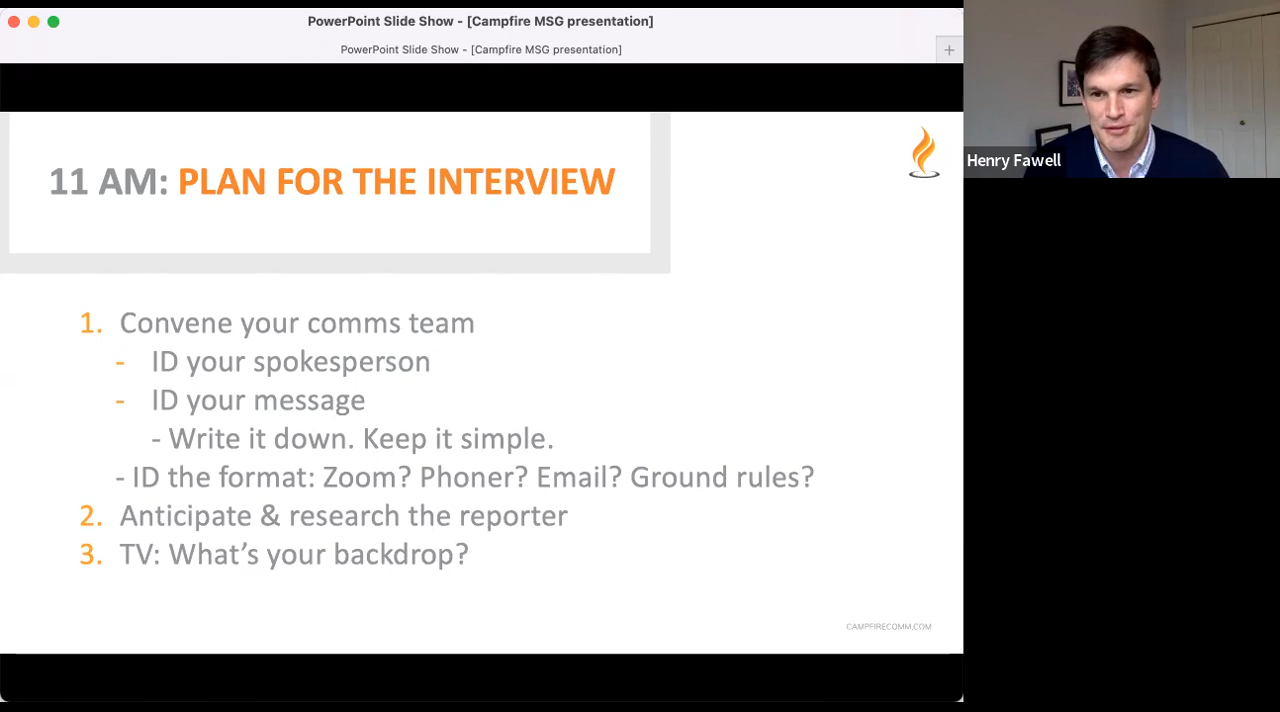 PowerPoint Slide Show - [Campfire MSG presentation]
PowerPoint Slide Show - [Campfire MSG presentation]
+
11 AM: PLAN FOR THE INTERVIEW
Henry Fawell
1. Convene your comms team
- ID your spokesperson
- ID your message
- Write it down. Keep it simple.
- ID the format: Zoom? Phoner? Email? Ground rules?
2. Anticipate & research the reporter
3. TV: What’s your backdrop?
CAMPFIRECOMM.COM